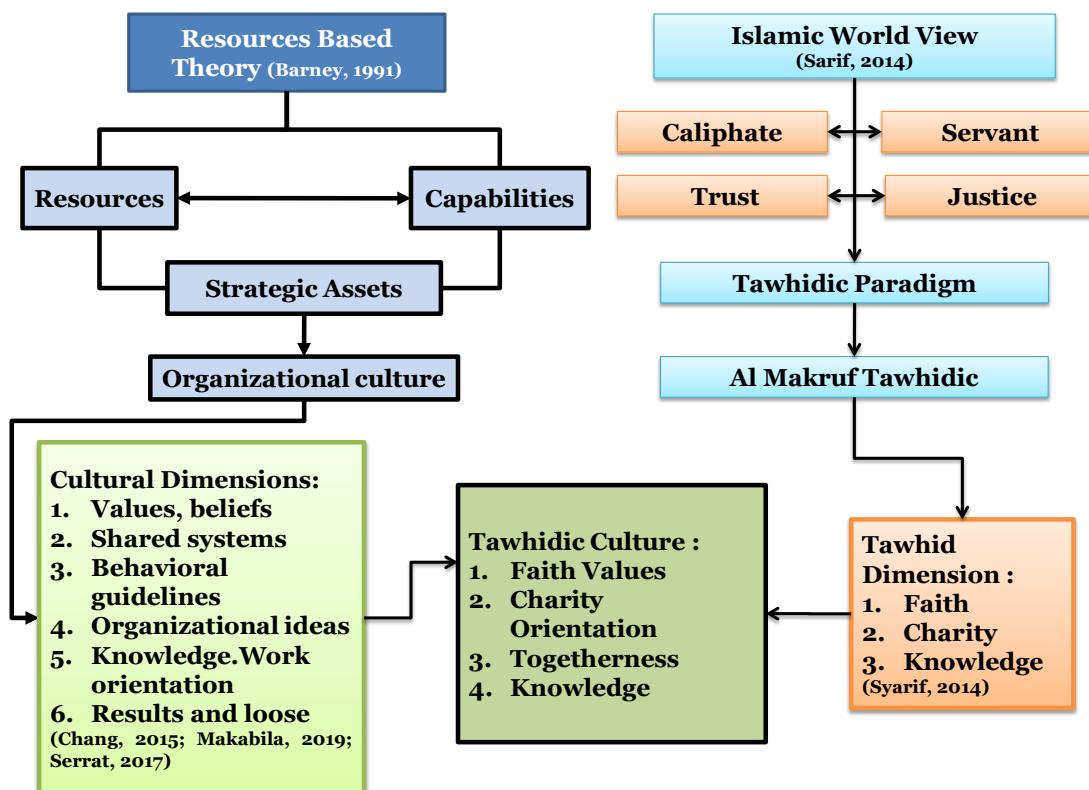 Resources Based
Theory (Barney, 1991)
Resources
Capabilities
Strategic Assets
Organizational culture
Cultural Dimensions:
1. Values, beliefs
2. Shared systems
3. Behavioral
guidelines
4. Organizational ideas
5. Knowledge.Work
orientation
6. Results and loose
(Chang, 2015; Makabila, 2019;
Serrat, 2017)
Islamic World View
(Sarif, 2014)
Caliphate
Servant
Trust
Justice
Tawhidic Paradigm
Al Makruf Tawhidic
Tawhid
Dimension :
1. Faith
2. Charity
3. Knowledge
(Syarif, 2014)
Tawhidic Culture :
1. Faith Values
2. Charity
Orientation
3. Togetherness
4. Knowledge